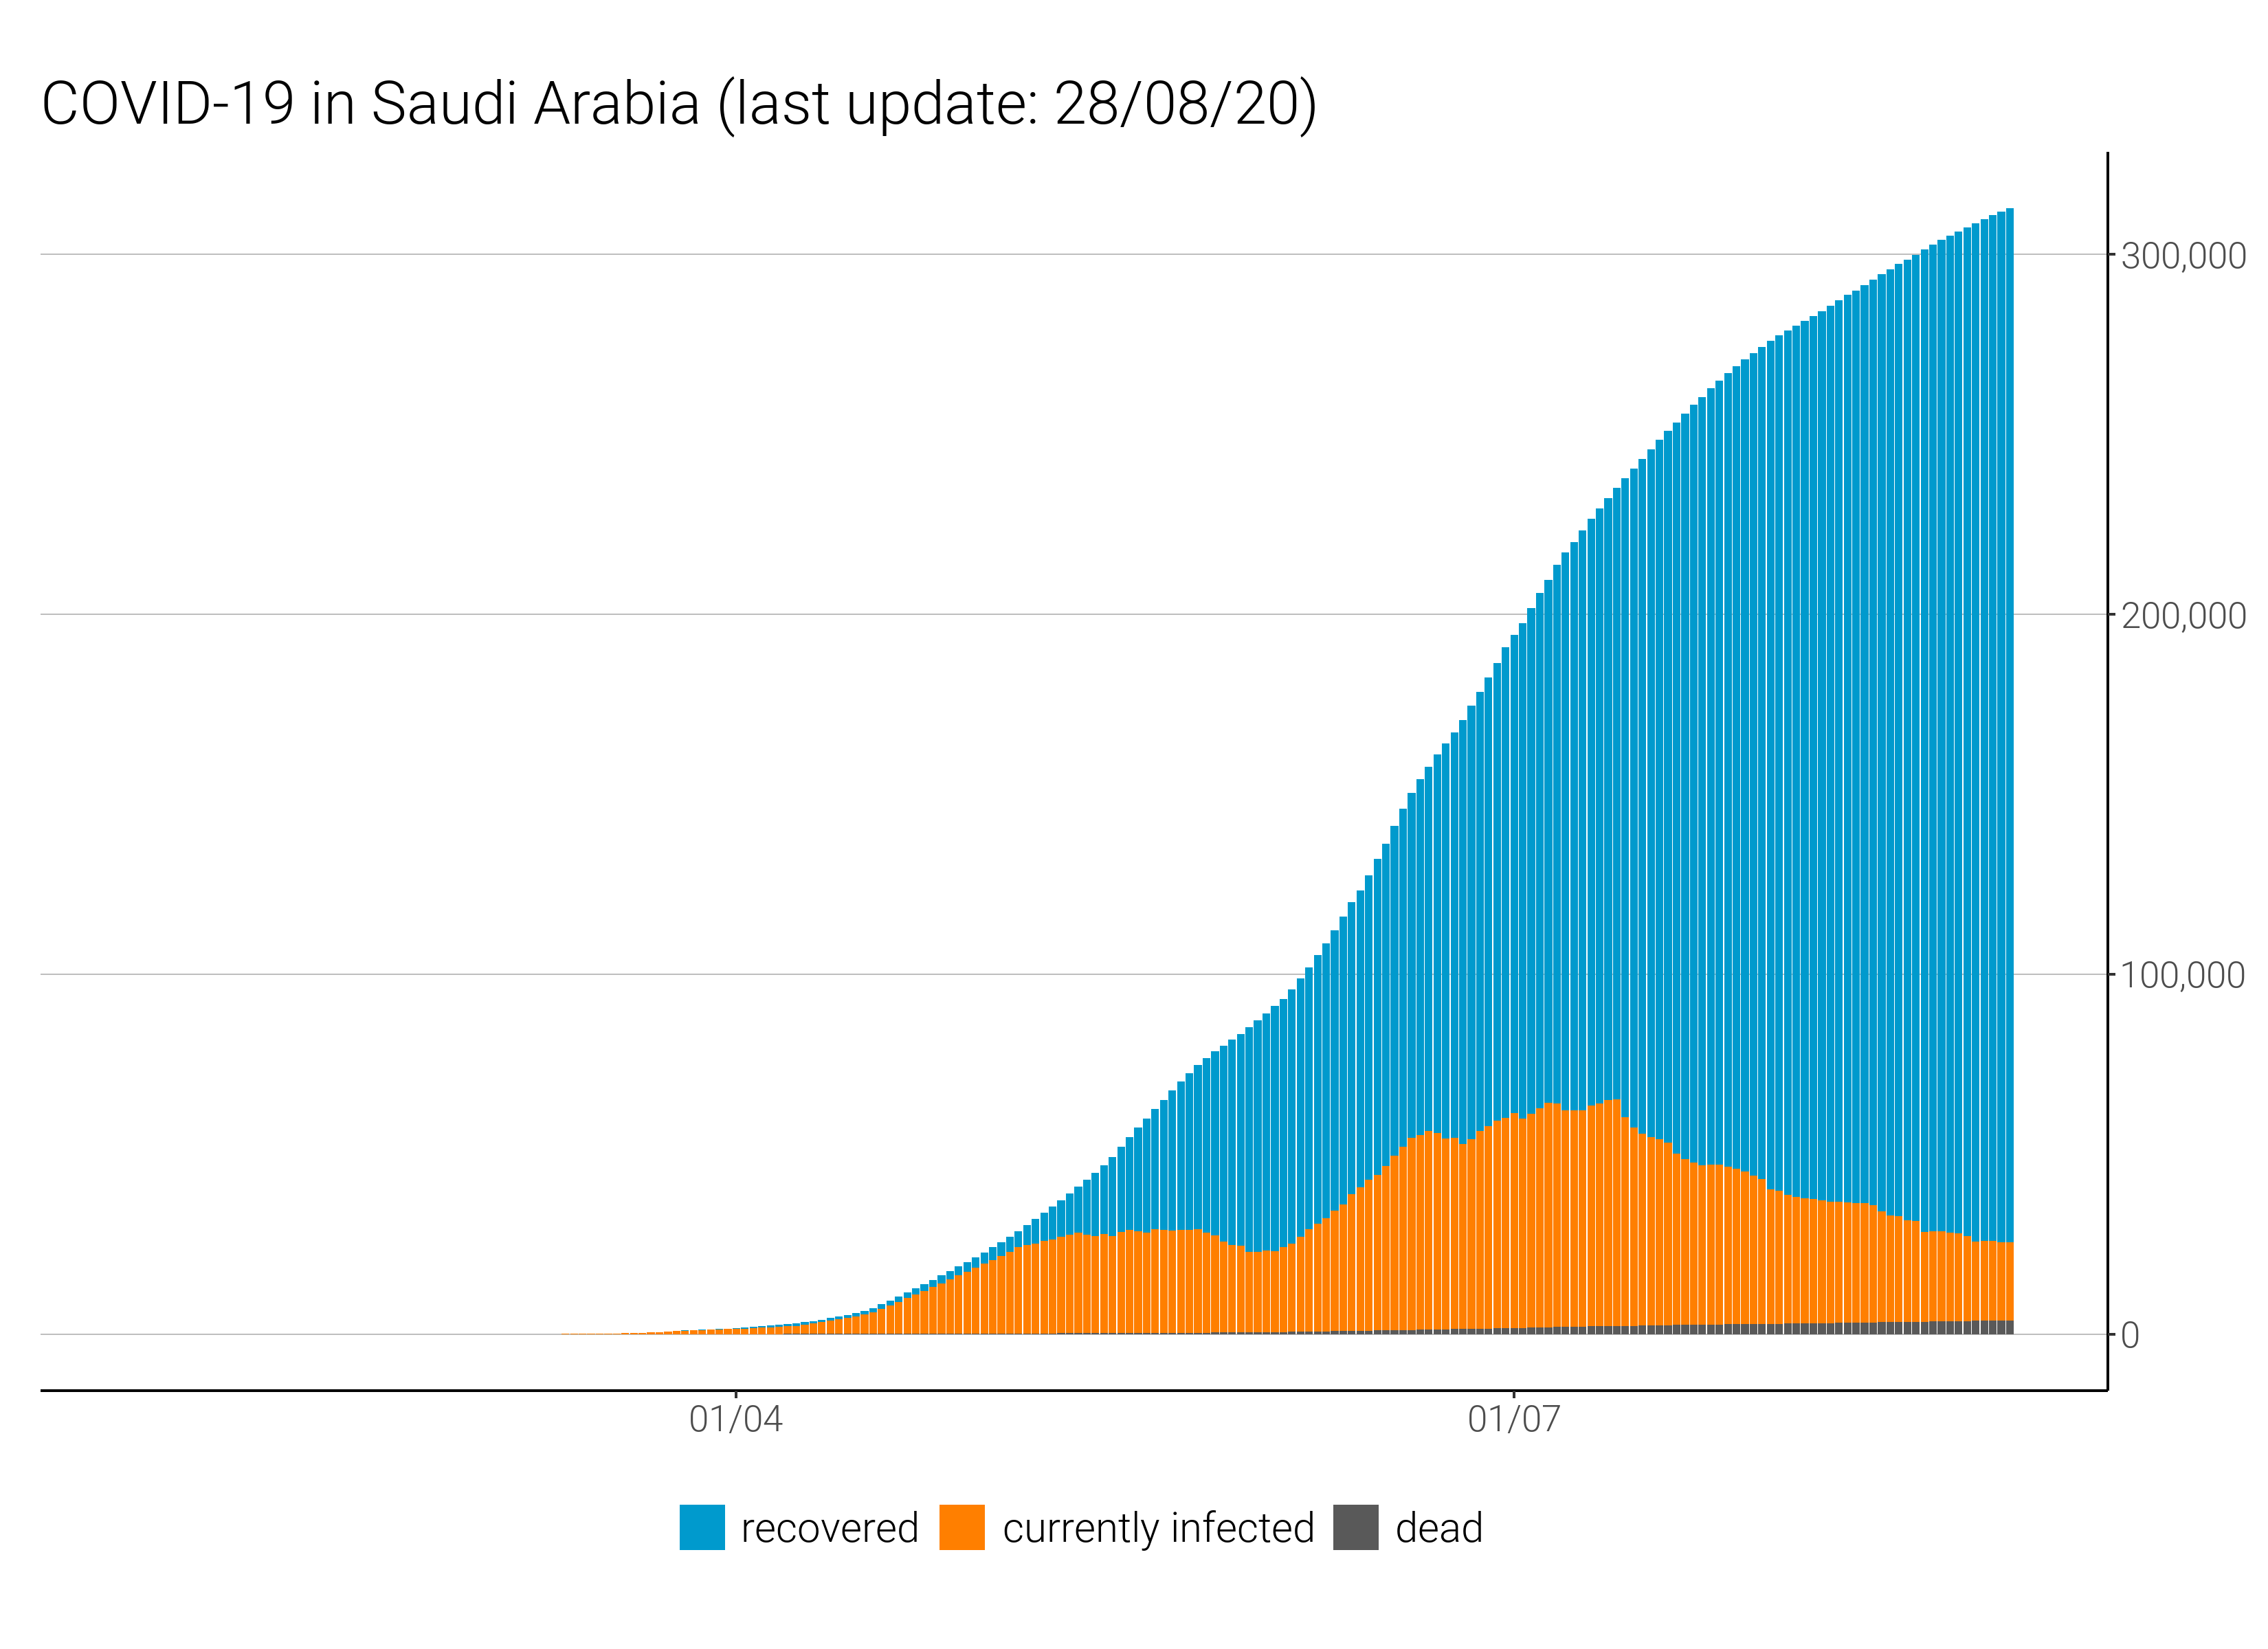 COVID-19 in Saudi Arabia (last update: 28/08/20)
300,000
200,000
100,000
0
01/04 01/07
recovered currently infected dead